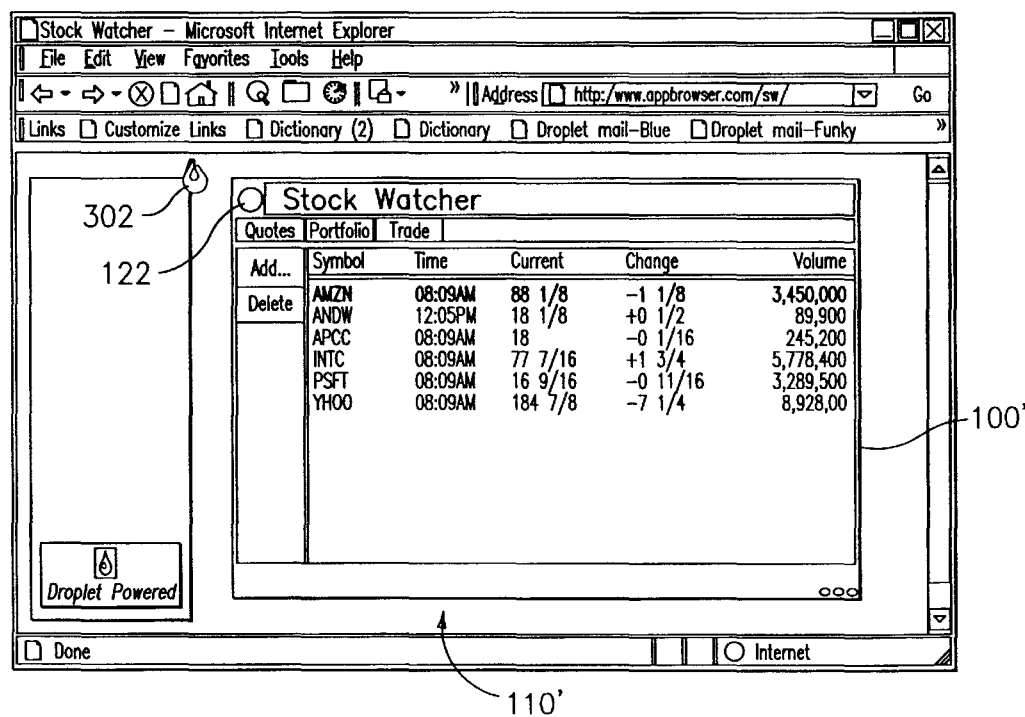 Stock Watcher – Microsoft Internet Explorer
File Edit View Fqyorites Tools Help
» Address http:/www.appbrowser.com/sw/ Go
Links Customize Links Dictionary (2) Dictionary Droplet mail–Blue Droplet mail–Funky »
302
122
Stock Watcher
Quotes Portfolio Trade
Add... Symbol Time Current Change Volume
Delete
AMZN 08:09AM 88 1/8 –1 1/8 3,450,000
ANDW 12:05PM 18 1/8 +0 1/2 89,900
APCC 08:09AM 18 –0 1/16 245,200
INTC 08:09AM 77 7/16 +1 3/4 5,778,400
PSFT 08:09AM 16 9/16 –0 11/16 3,289,500
YHOO 08:09AM 184 7/8 –7 1/4 8,928,00
100'
Droplet Powered
Done Internet
110'